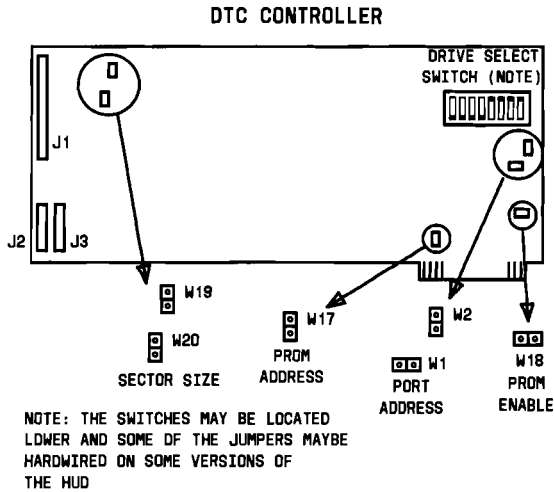 DTC CONTROLLER
DRIVE SELECT
SWITCH (NOTE)
J1
J2
J3
W19
W20
SECTOR SIZE
W17
PROM
ADDRESS
W2
W1
PORT
ADDRESS
W18
PROM
ENABLE
NOTE: THE SWITCHES MAY BE LOCATED
LOWER AND SOME OF THE JUMPERS MAYBE
HARDWIRED ON SOME VERSIONS OF
THE HUD